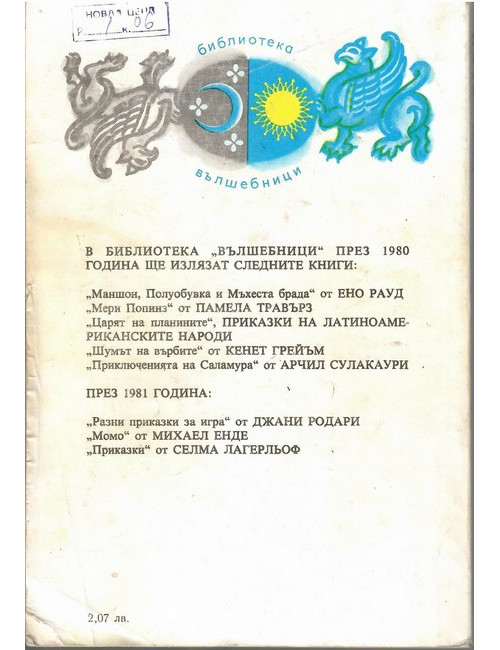 НОВА ЦЕНА
Р. 1 к. 06
библиотека
вълшебници
В БИБЛИОТЕКА „ВЪЛШЕБНИЦИ“ ПРЕЗ 1980
ГОДИНА ЩЕ ИЗЛЯЗАТ СЛЕДНИТЕ КНИГИ:
„Маншон, Полуобувка и Мъхеста брада“ от ЕНО РАУД
„Мери Попинз“ от ПАМЕЛА ТРАВЪРЗ
„Царят на планините“, ПРИКАЗКИ НА ЛАТИНОАМЕ-
РИКАНСКИТЕ НАРОДИ
„Шумът на върбите“ от КЕНЕТ ГРЕЙЪМ
„Приключенията на Саламура“ от АРЧИЛ СУЛАКАУРИ
ПРЕЗ 1981 ГОДИНА:
„Разни приказки за игра“ от ДЖАНИ РОДАРИ
„Момо“ от МИХАЕЛ ЕНДЕ
„Приказки“ от СЕЛМА ЛАГЕРЛЬОФ
2,07 лв.